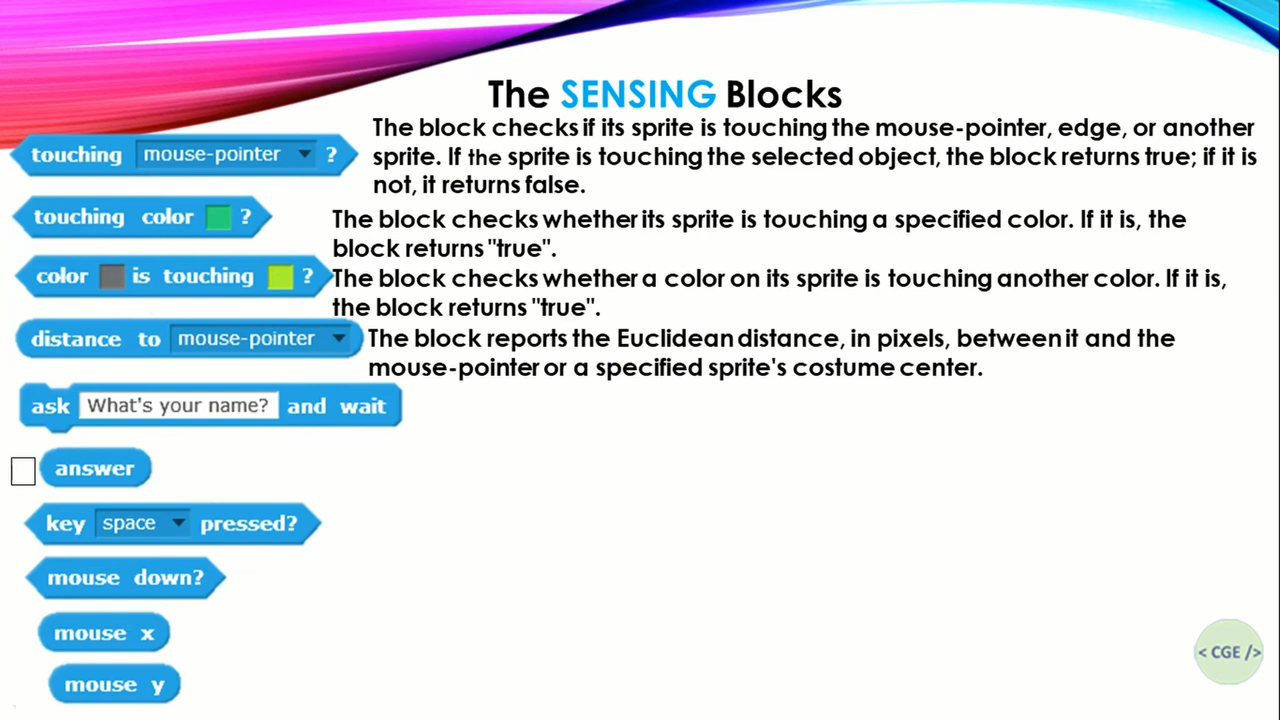 The SENSING Blocks
touching mouse-pointer ?
The block checks if its sprite is touching the mouse-pointer, edge, or another
sprite. If the sprite is touching the selected object, the block returns true; if it is
not, it returns false.
touching color ?
The block checks whether its sprite is touching a specified color. If it is, the
block returns "true".
color is touching ?
The block checks whether a color on its sprite is touching another color. If it is,
the block returns "true".
distance to mouse-pointer
The block reports the Euclidean distance, in pixels, between it and the
mouse-pointer or a specified sprite's costume center.
ask What's your name? and wait
answer
key space pressed?
mouse down?
mouse x
mouse y
< CGE />